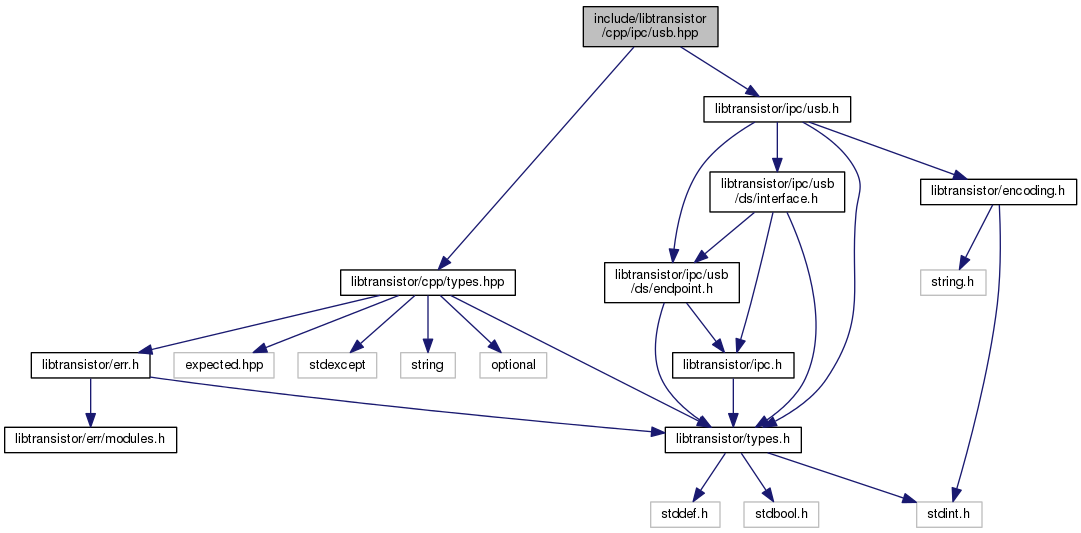 include/libtransistor
/cpp/ipc/usb.hpp
libtransistor/ipc/usb.h
libtransistor/ipc/usb
/ds/interface.h
libtransistor/encoding.h
libtransistor/cpp/types.hpp
libtransistor/ipc/usb
/ds/endpoint.h
string.h
libtransistor/err.h
expected.hpp
stdexcept
string
optional
libtransistor/ipc.h
libtransistor/err/modules.h
libtransistor/types.h
stddef.h
stdbool.h
stdint.h